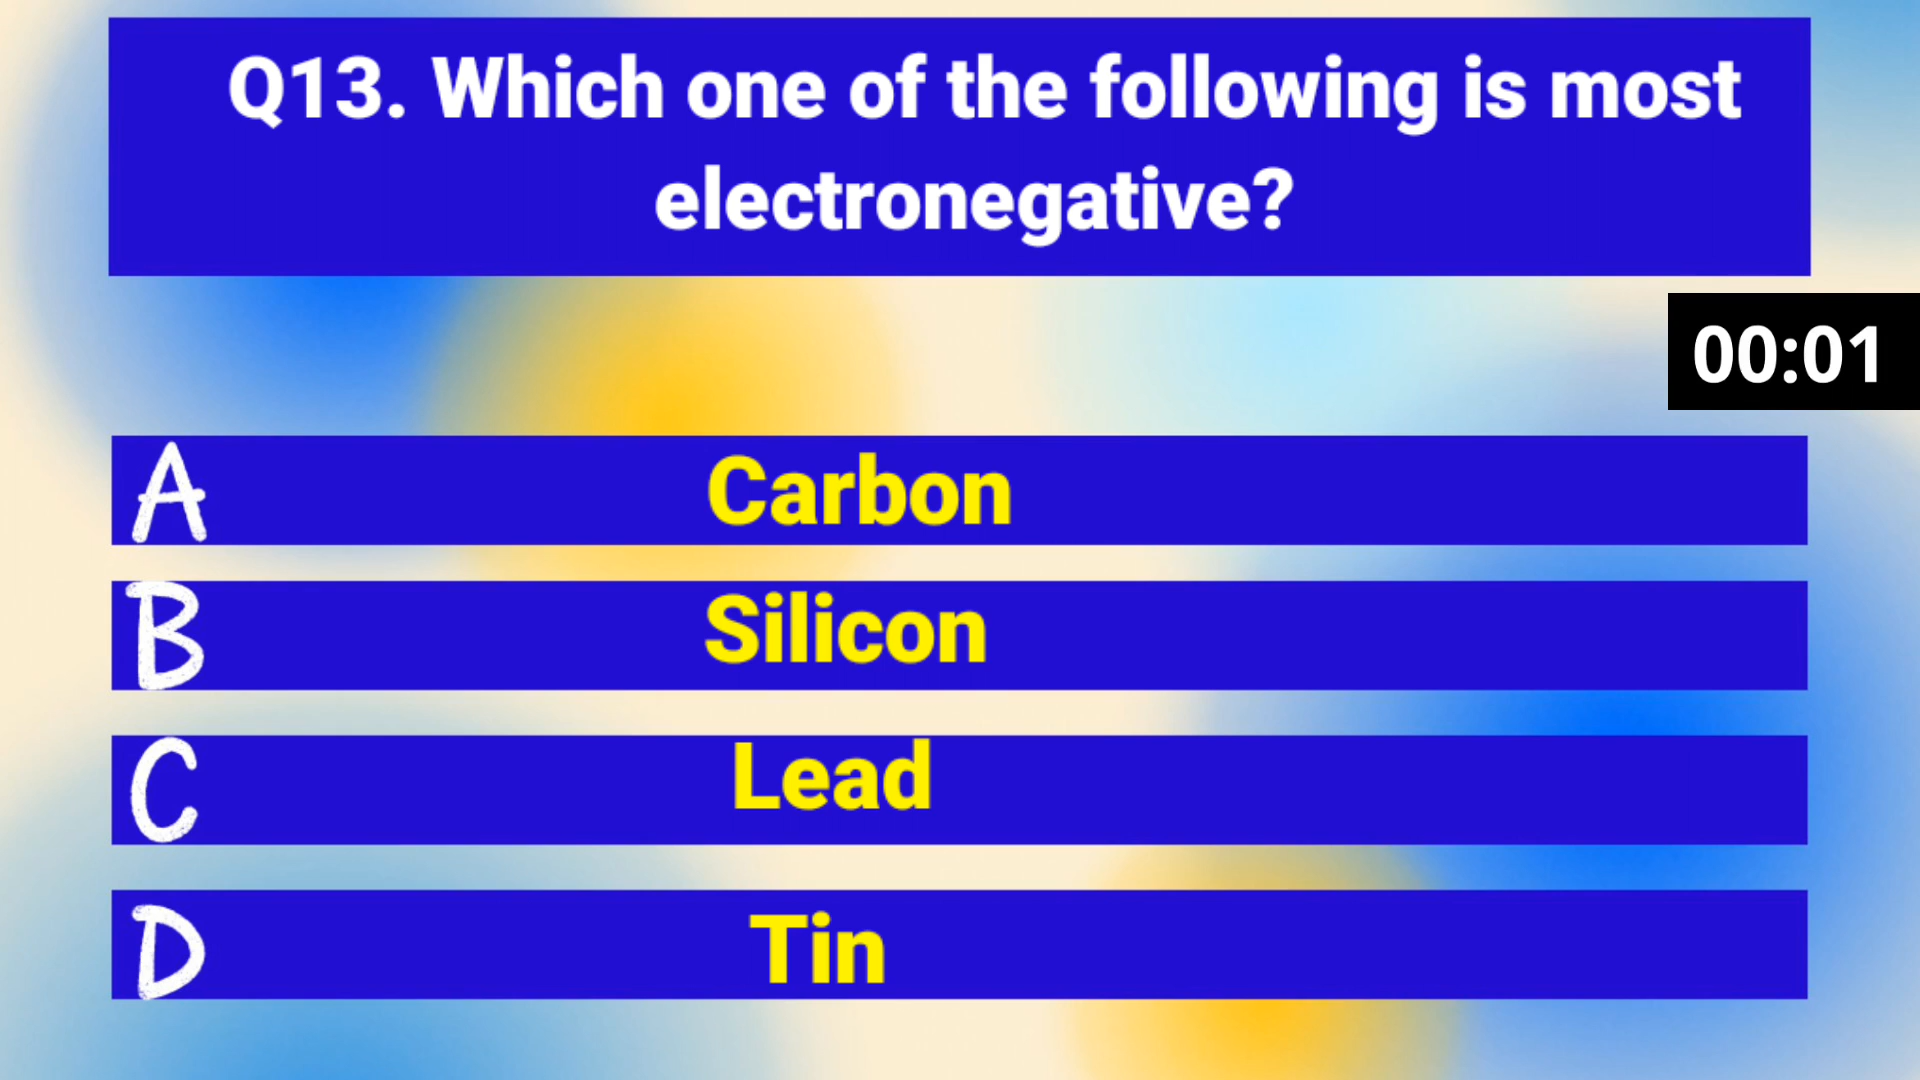 Q13. Which one of the following is most
electronegative?
00:01
A Carbon
B Silicon
C Lead
D Tin